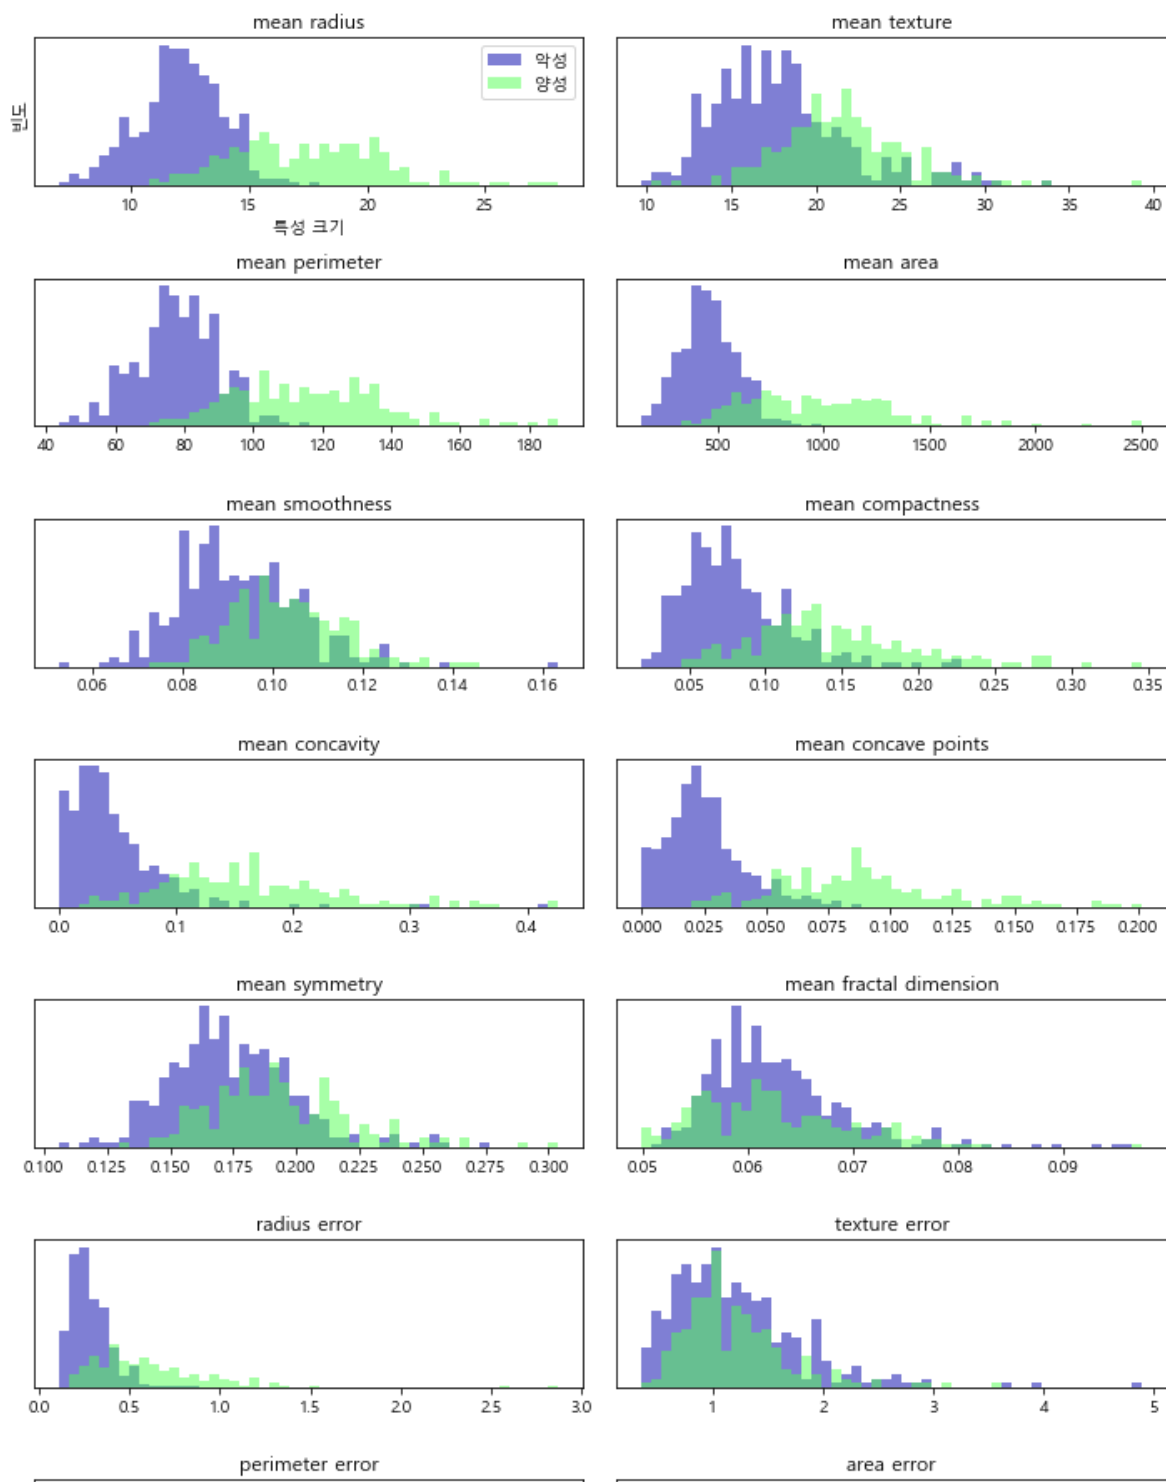 mean radius
mean texture
악성
양성
빈도
10 15 20 25
특성 크기
10 15 20 25 30 35 40
mean perimeter
mean area
40 60 80 100 120 140 160 180
500 1000 1500 2000 2500
mean smoothness
mean compactness
0.06 0.08 0.10 0.12 0.14 0.16
0.05 0.10 0.15 0.20 0.25 0.30 0.35
mean concavity
mean concave points
0.0 0.1 0.2 0.3 0.4
0.000 0.025 0.050 0.075 0.100 0.125 0.150 0.175 0.200
mean symmetry
mean fractal dimension
0.100 0.125 0.150 0.175 0.200 0.225 0.250 0.275 0.300
0.05 0.06 0.07 0.08 0.09
radius error
texture error
0.0 0.5 1.0 1.5 2.0 2.5 3.0
1 2 3 4 5
perimeter error
area error